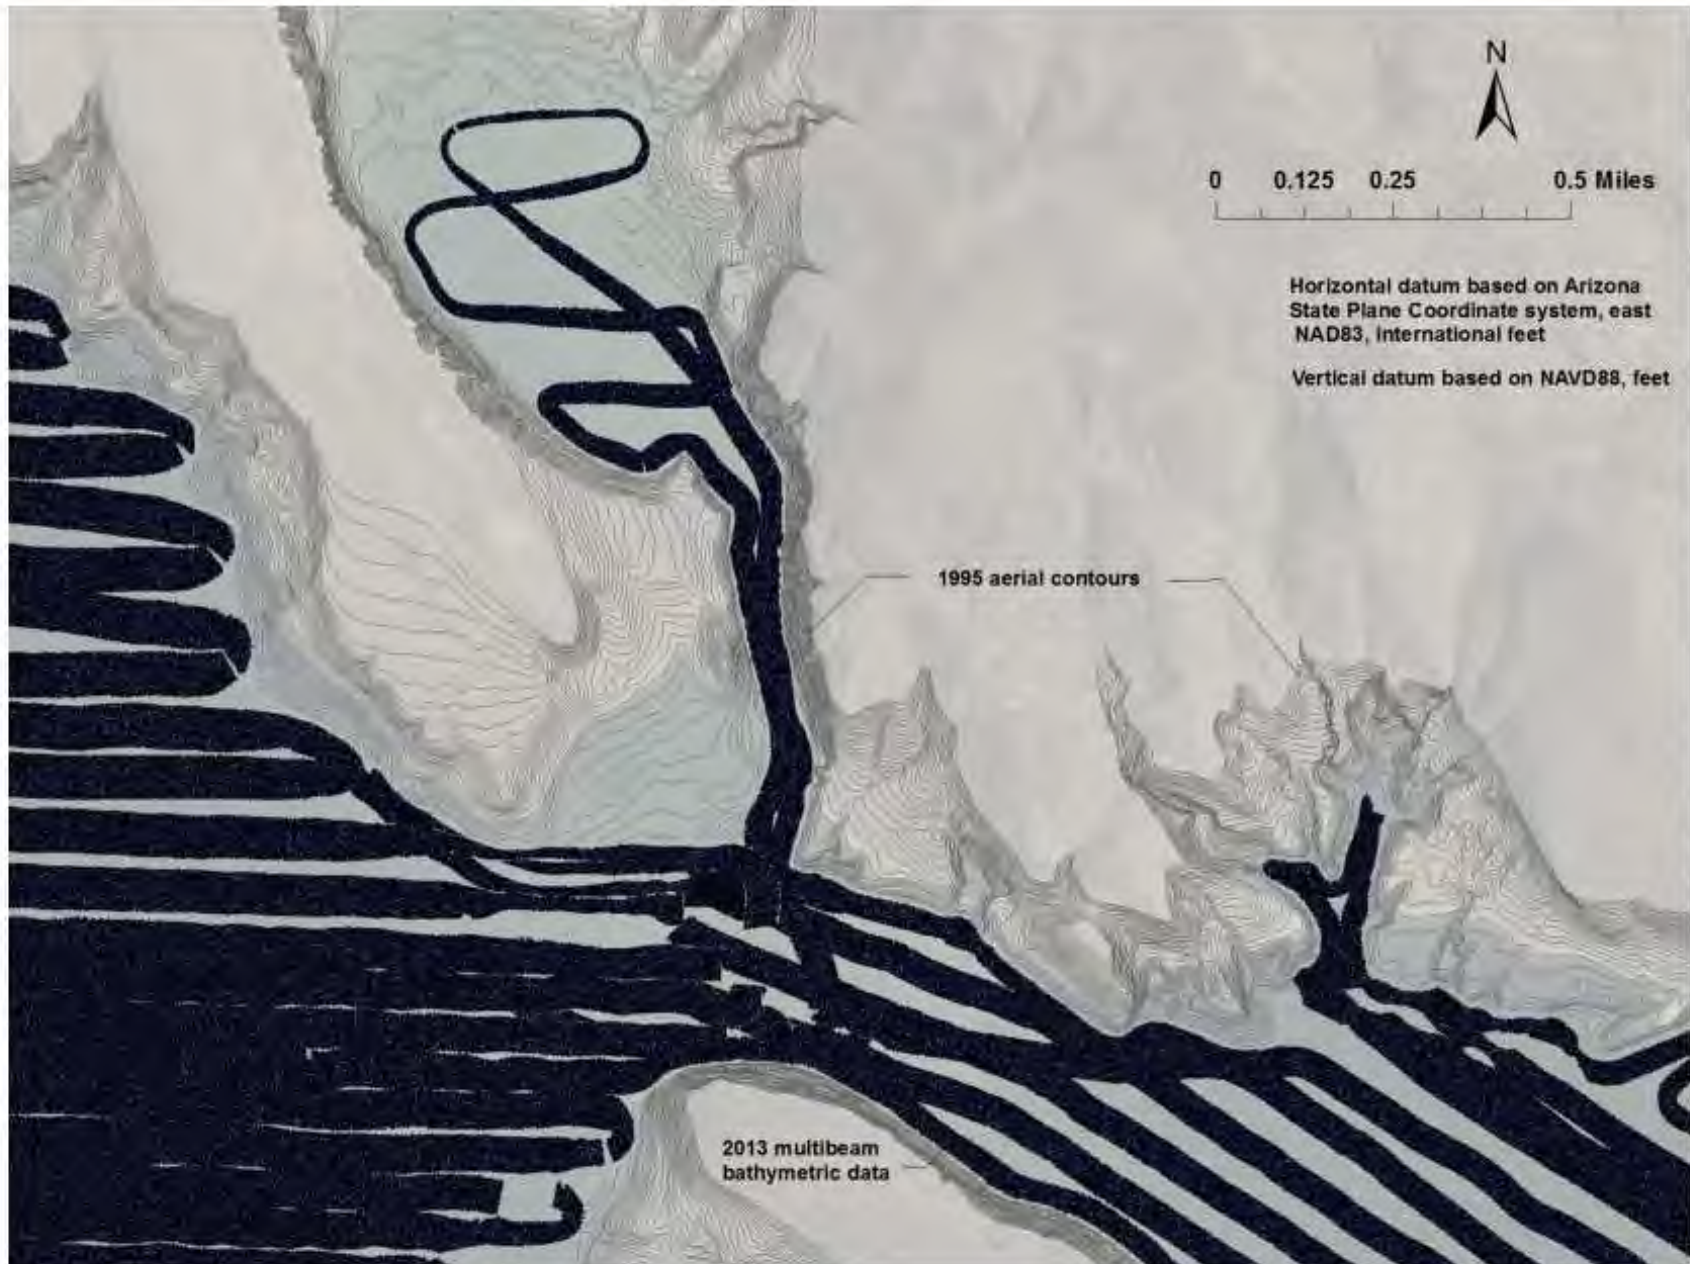 N
0 0.125 0.25 0.5 Miles
Horizontal datum based on Arizona
State Plane Coordinate system, east
NAD83, international feet
Vertical datum based on NAVD88, feet
1995 aerial contours
2013 multibeam
bathymetric data